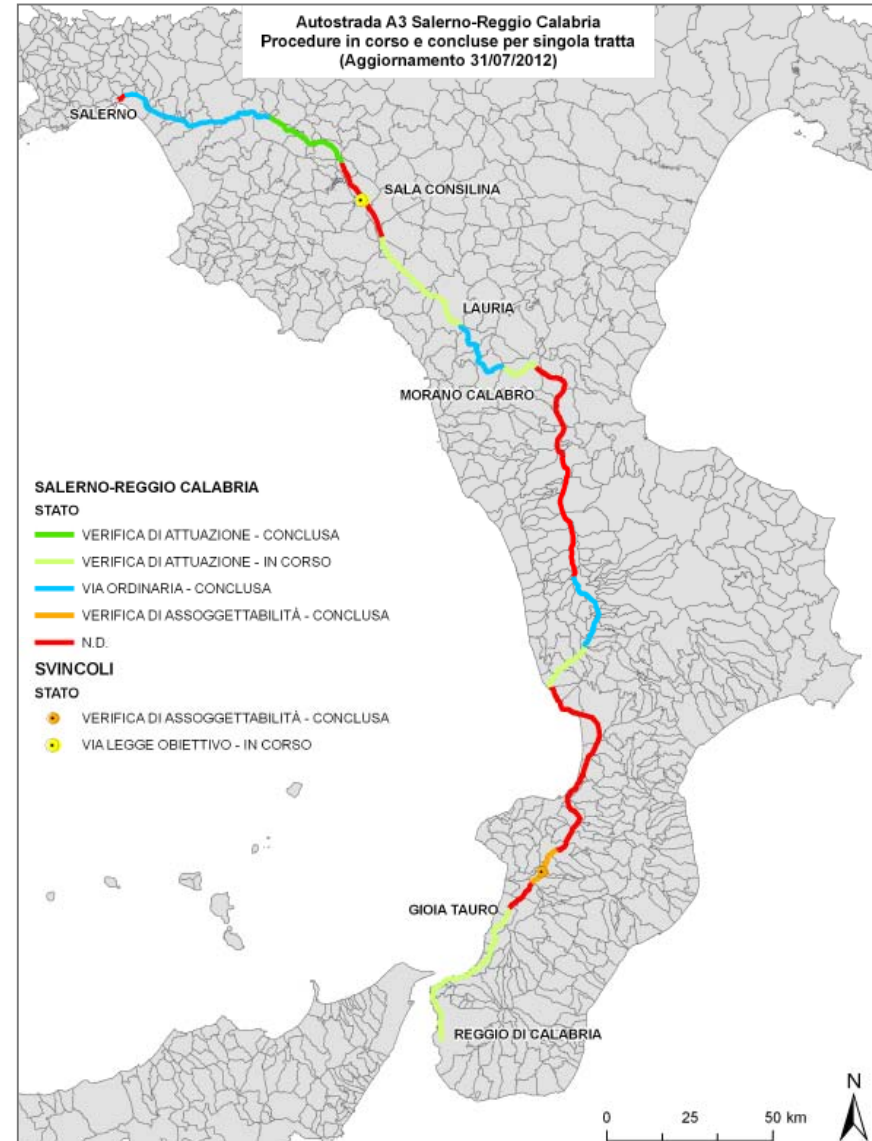 Autostrada A3 Salerno-Reggio Calabria
Procedure in corso e concluse per singola tratta
(Aggiornamento 31/07/2012)
SALERNO
SALA CONSILINA
LAURIA
MORANO CALABRO
SALERNO-REGGIO CALABRIA
STATO
VERIFICA DI ATTUAZIONE - CONCLUSA
VERIFICA DI ATTUAZIONE - IN CORSO
VIA ORDINARIA - CONCLUSA
VERIFICA DI ASSOGGETTABILITÀ - CONCLUSA
N.D.
SVINCOLI
STATO
VERIFICA DI ASSOGGETTABILITÀ - CONCLUSA
VIA LEGGE OBIETTIVO - IN CORSO
GIOIA TAURO
REGGIO DI CALABRIA
N
0 25 50 km